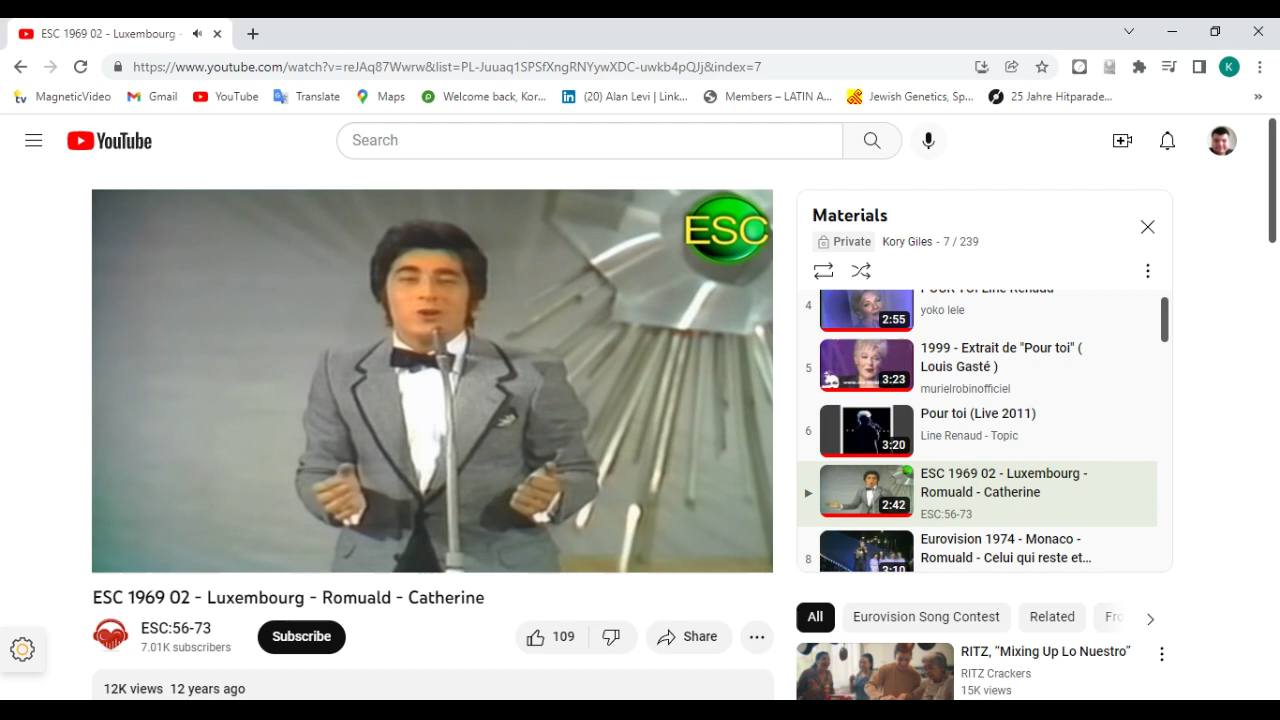 ESC 1969 02 - Luxembourg -
https://www.youtube.com/watch?v=reJAq87Wwrw&list=PL-Juuaq1SPSfXngRNYywXDC-uwkb4pQJj&index=7
K
MagneticVideo
Gmail
YouTube
Translate
Maps
Welcome back, Kor...
(20) Alan Levi | Link...
Members – LATIN A...
Jewish Genetics, Sp...
25 Jahre Hitparade...
YouTube
Search
ESC
Materials
Private Kory Giles - 7 / 239
4
2:55
yoko lele
5
3:23
1999 - Extrait de "Pour toi" (
Louis Gasté )
murielrobinofficiel
6
3:20
Pour toi (Live 2011)
Line Renaud - Topic
2:42
ESC 1969 02 - Luxembourg -
Romuald - Catherine
ESC:56-73
8
3:10
Eurovision 1974 - Monaco -
Romuald - Celui qui reste et...
ESC 1969 02 - Luxembourg - Romuald - Catherine
ESC:56-73
7.01K subscribers
Subscribe
109
Share
12K views 12 years ago
All
Eurovision Song Contest
Related
Fro
RITZ, “Mixing Up Lo Nuestro”
RITZ Crackers
15K views